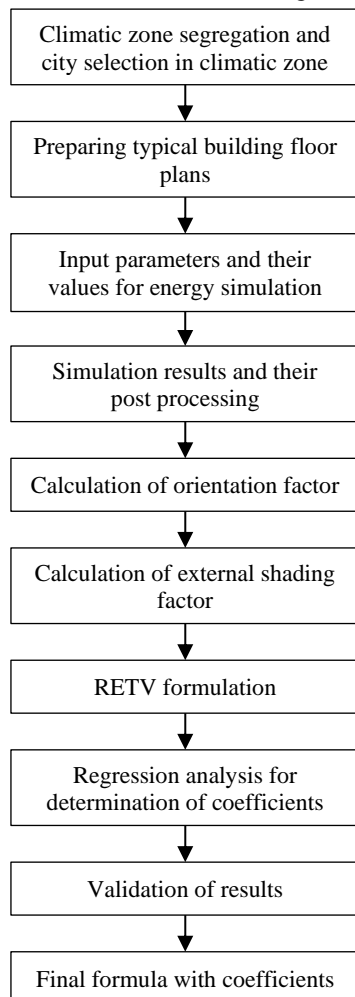 Climatic zone segregation and
city selection in climatic zone
Preparing typical building floor
plans
Input parameters and their
values for energy simulation
Simulation results and their
post processing
Calculation of orientation factor
Calculation of external shading
factor
RETV formulation
Regression analysis for
determination of coefficients
Validation of results
Final formula with coefficients